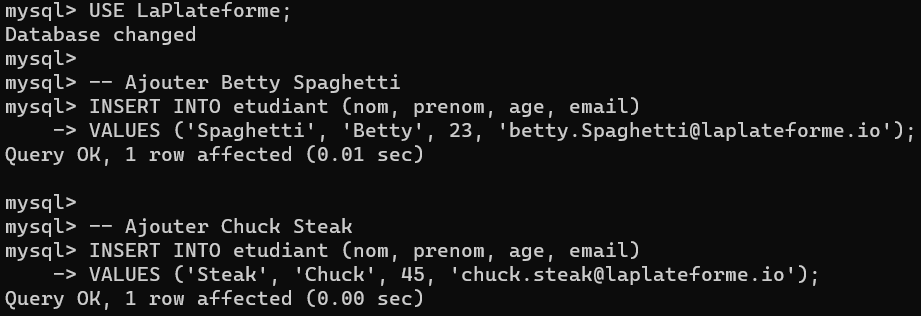 mysql> USE LaPlateforme;
Database changed
mysql>
mysql> -- Ajouter Betty Spaghetti
mysql> INSERT INTO etudiant (nom, prenom, age, email)
    -> VALUES ('Spaghetti', 'Betty', 23, 'betty.Spaghetti@laplateforme.io');
Query OK, 1 row affected (0.01 sec)

mysql>
mysql> -- Ajouter Chuck Steak
mysql> INSERT INTO etudiant (nom, prenom, age, email)
    -> VALUES ('Steak', 'Chuck', 45, 'chuck.steak@laplateforme.io');
Query OK, 1 row affected (0.00 sec)